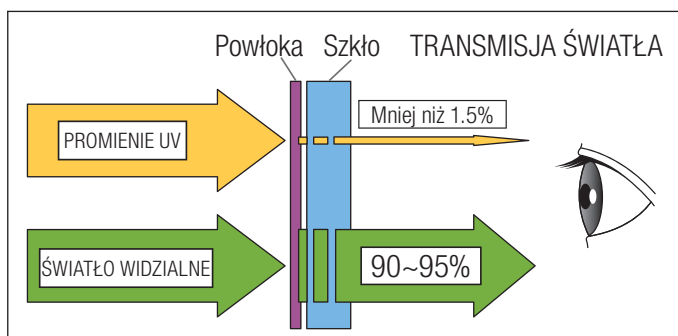 Powłoka Szkło TRANSMISJA ŚWIATŁA
Mniej niż 1.5%
PROMIENIE UV
ŚWIATŁO WIDZIALNE
90~95%